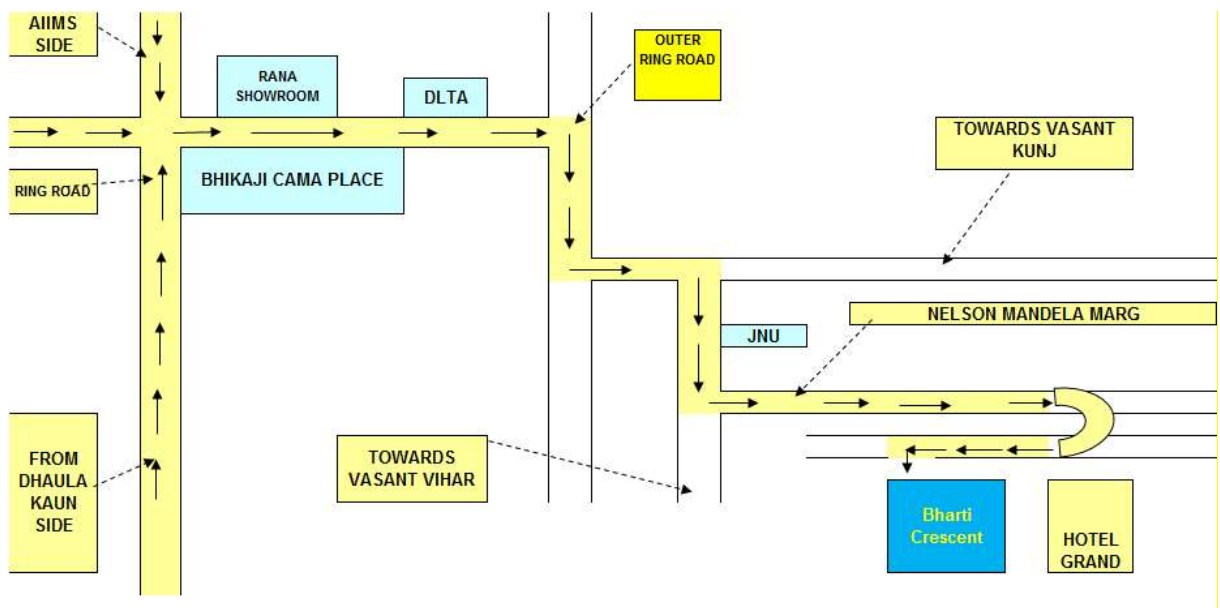 AIIMS
SIDE
OUTER
RING ROAD
RANA
SHOWROOM
DLTA
TOWARDS VASANT
KUNJ
RING ROAD
BHIKAJI CAMA PLACE
NELSON MANDELA MARG
JNU
FROM
DHAULA
KAUN
SIDE
TOWARDS
VASANT VIHAR
Bharti
Crescent
HOTEL
GRAND